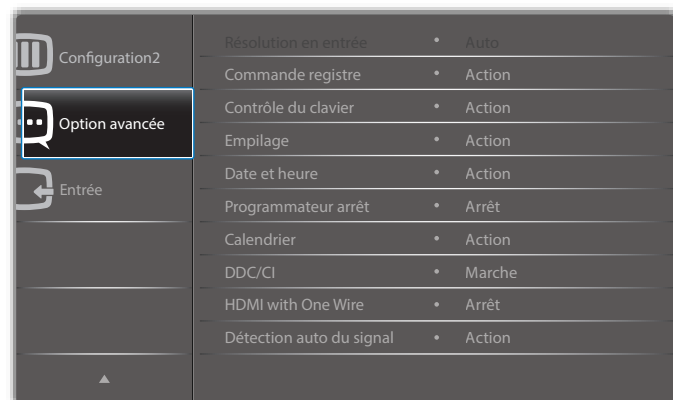 Configuration2
Option avancée
Entrée
Résolution en entrée • Auto
Commande registre • Action
Contrôle du clavier • Action
Empilage • Action
Date et heure • Action
Programmateur arrêt • Arrêt
Calendrier • Action
DDC/CI • Marche
HDMI with One Wire • Arrêt
Détection auto du signal • Action